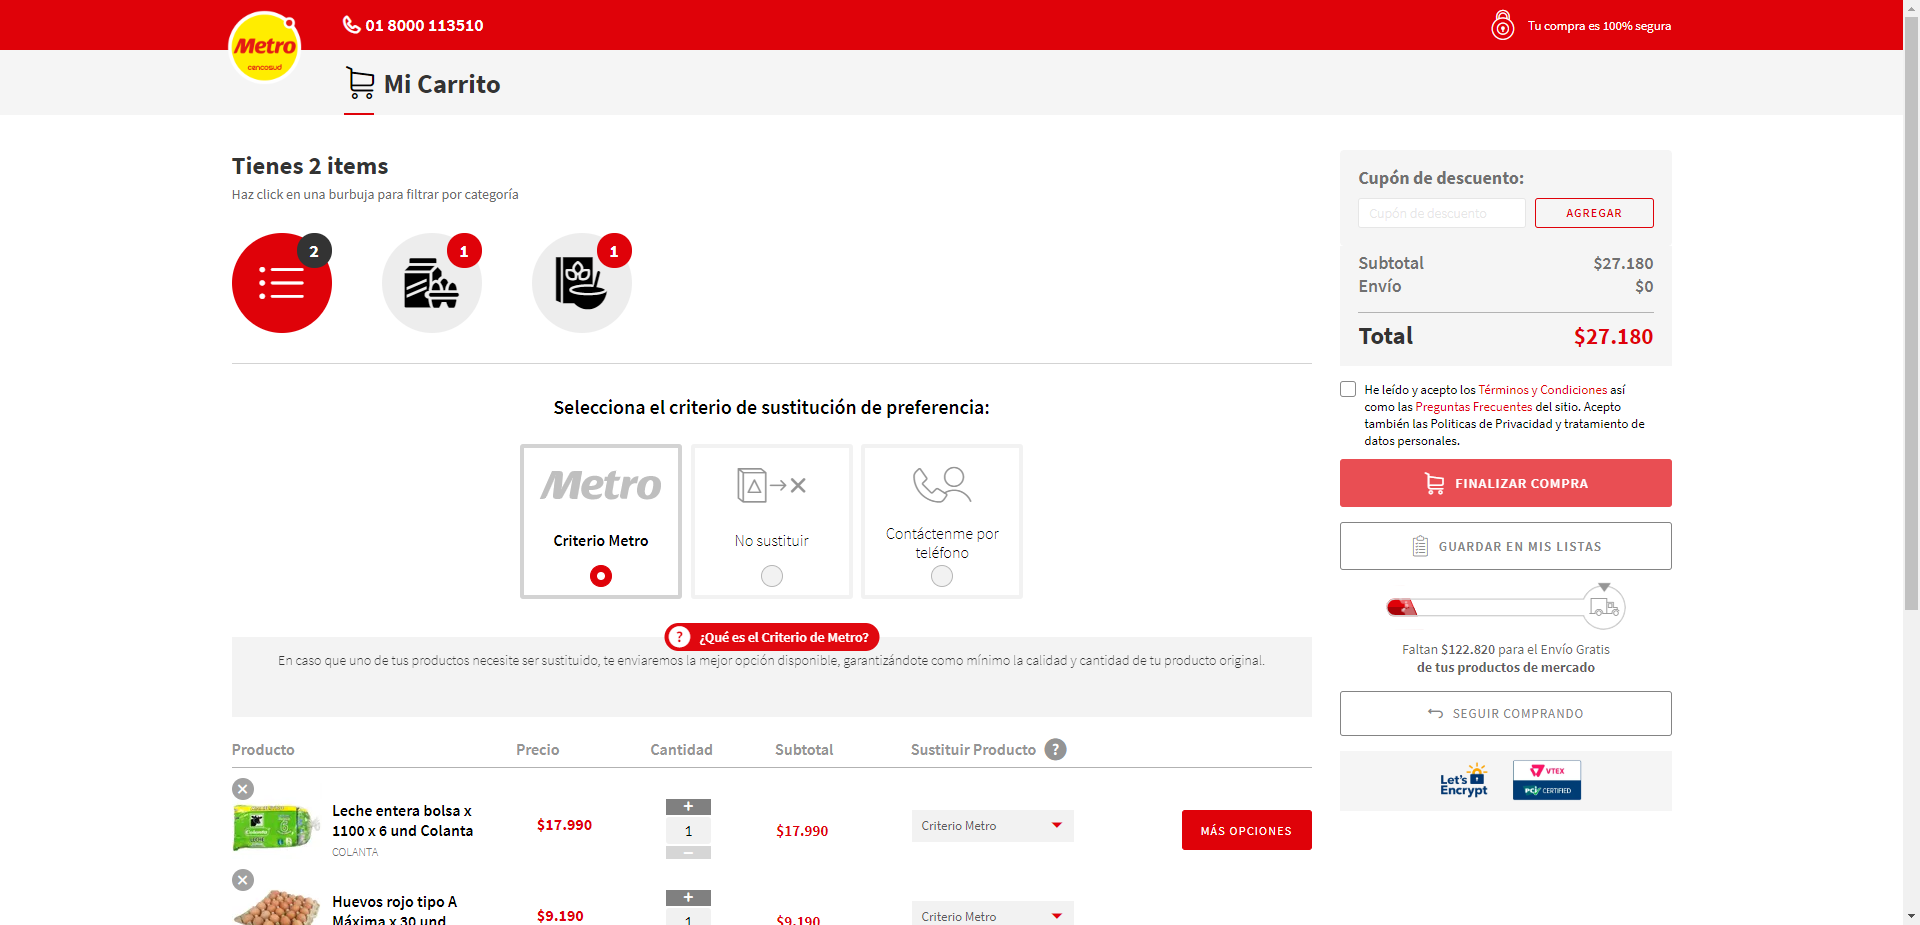 Metro
cencosud
01 8000 113510
Tu compra es 100% segura
Mi Carrito
Tienes 2 items
Haz click en una burbuja para filtrar por categoría
2
1
1
Selecciona el criterio de sustitución de preferencia:
Metro
Criterio Metro
No sustituir
Contáctenme por
teléfono
? ¿Qué es el Criterio de Metro?
En caso que uno de tus productos necesite ser sustituido, te enviaremos la mejor opción disponible, garantizándote como mínimo la calidad y cantidad de tu producto original.
Producto Precio Cantidad Subtotal Sustituir Producto ?
Leche entera bolsa x
1100 x 6 und Colanta
COLANTA
$17.990
+
1
−
$17.990
Criterio Metro
MÁS OPCIONES
Huevos rojo tipo A
Máxima x 30 und
$9.190
+
1
$9.190
Criterio Metro
Cupón de descuento:
Cupón de descuento
AGREGAR
Subtotal $27.180
Envío $0
Total $27.180
He leído y acepto los Términos y Condiciones así
como las Preguntas Frecuentes del sitio. Acepto
también las Politicas de Privacidad y tratamiento de
datos personales.
FINALIZAR COMPRA
GUARDAR EN MIS LISTAS
Faltan $122.820 para el Envío Gratis
de tus productos de mercado
SEGUIR COMPRANDO
Let's
Encrypt
VTEX
PCI CERTIFIED